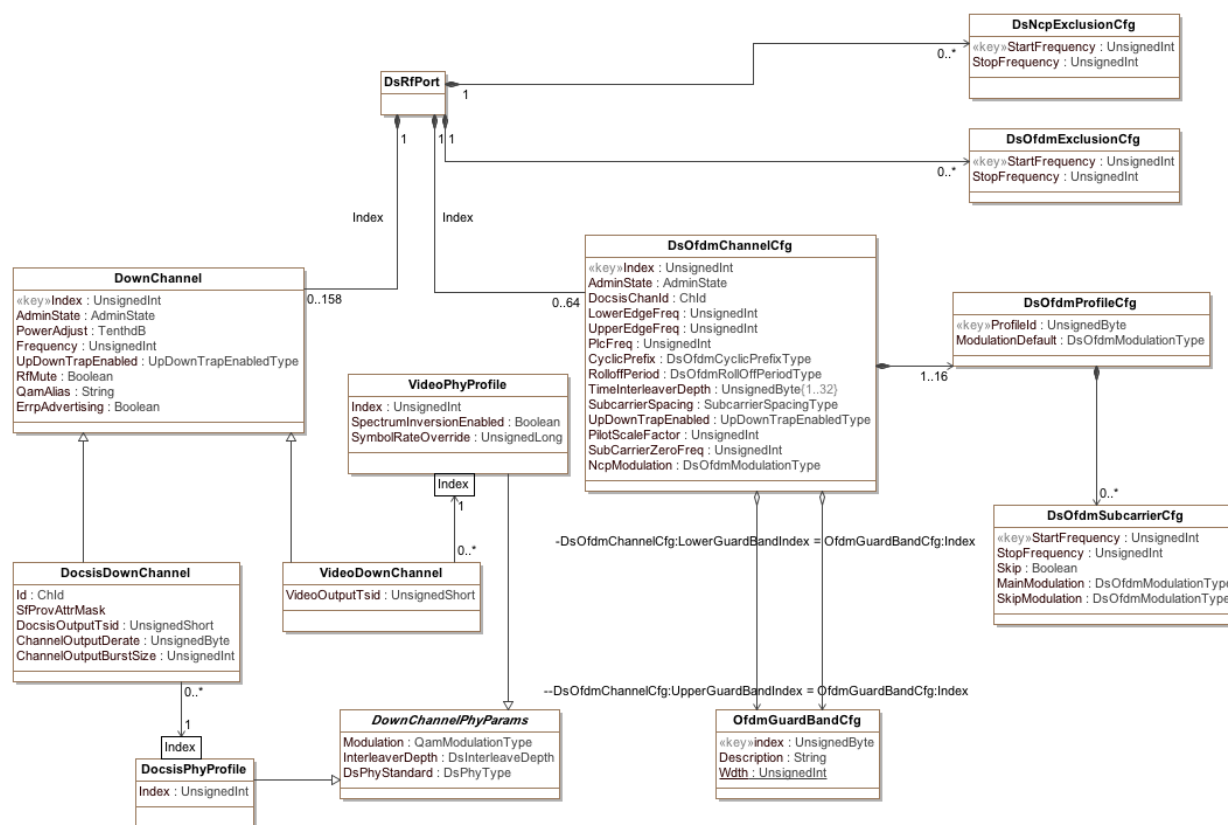 DsNcpExclusionCfg
«key»StartFrequency : UnsignedInt
StopFrequency : UnsignedInt
0..*
DsRfPort
1
1
1
1
DsOfdmExclusionCfg
«key»StartFrequency : UnsignedInt
StopFrequency : UnsignedInt
0..*
Index
Index
DownChannel
«key»Index : UnsignedInt
AdminState : AdminState
PowerAdjust : TenthdB
Frequency : UnsignedInt
UpDownTrapEnabled : UpDownTrapEnabledType
RfMute : Boolean
QamAlias : String
ErrpAdvertising : Boolean
0..158
0..64
DsOfdmChannelCfg
«key»Index : UnsignedInt
AdminState : AdminState
DocsisChanId : ChId
LowerEdgeFreq : UnsignedInt
UpperEdgeFreq : UnsignedInt
PlcFreq : UnsignedInt
CyclicPrefix : DsOfdmCyclicPrefixType
RolloffPeriod : DsOfdmRollOffPeriodType
TimeInterleaverDepth : UnsignedByte{1..32}
SubcarrierSpacing : SubcarrierSpacingType
UpDownTrapEnabled : UpDownTrapEnabledType
PilotScaleFactor : UnsignedInt
SubCarrierZeroFreq : UnsignedInt
NcpModulation : DsOfdmModulationType
DsOfdmProfileCfg
«key»ProfileId : UnsignedByte
ModulationDefault : DsOfdmModulationType
1..16
VideoPhyProfile
Index : UnsignedInt
SpectrumInversionEnabled : Boolean
SymbolRateOverride : UnsignedLong
Index
1
0..*
0..*
DsOfdmSubcarrierCfg
«key»StartFrequency : UnsignedInt
StopFrequency : UnsignedInt
Skip : Boolean
MainModulation : DsOfdmModulationType
SkipModulation : DsOfdmModulationType
-DsOfdmChannelCfg:LowerGuardBandIndex = OfdmGuardBandCfg:Index
DocsisDownChannel
Id : ChId
SfProvAttrMask
DocsisOutputTsid : UnsignedShort
ChannelOutputDerate : UnsignedByte
ChannelOutputBurstSize : UnsignedInt
VideoDownChannel
VideoOutputTsid : UnsignedShort
0..*
1
Index
--DsOfdmChannelCfg:UpperGuardBandIndex = OfdmGuardBandCfg:Index
DownChannelPhyParams
Modulation : QamModulationType
InterleaverDepth : DsInterleaveDepth
DsPhyStandard : DsPhyType
OfdmGuardBandCfg
«key»index : UnsignedByte
Description : String
Wdth : UnsignedInt
DocsisPhyProfile
Index : UnsignedInt